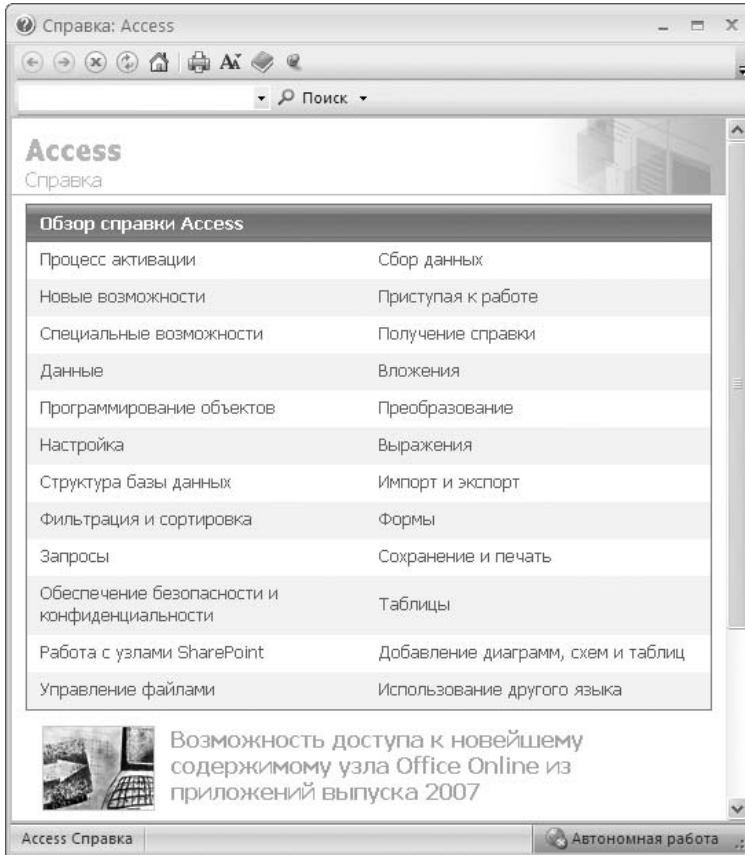 Справка: Access
Поиск
Access
Справка
Обзор справки Access
Процесс активации
Сбор данных
Новые возможности
Приступая к работе
Специальные возможности
Получение справки
Данные
Вложения
Программирование объектов
Преобразование
Настройка
Выражения
Структура базы данных
Импорт и экспорт
Фильтрация и сортировка
Формы
Запросы
Сохранение и печать
Обеспечение безопасности и
конфиденциальности
Таблицы
Работа с узлами SharePoint
Добавление диаграмм, схем и таблиц
Управление файлами
Использование другого языка
Возможность доступа к новейшему
содержимому узла Office Online из
приложений выпуска 2007
Access Справка
Автономная работа